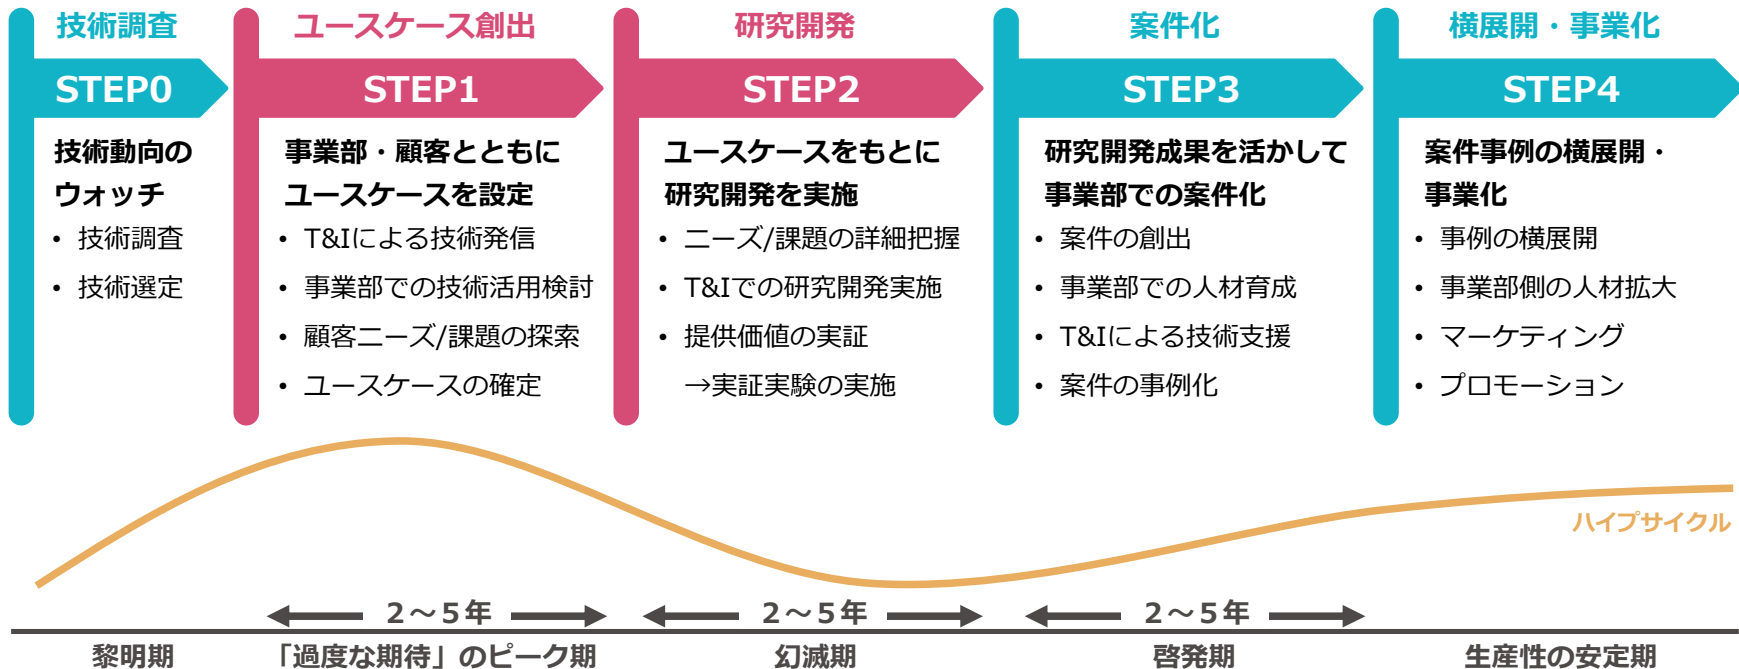 技術調査
STEP0
技術動向の
ウォッチ
• 技術調査
• 技術選定
ユースケース創出
STEP1
事業部・顧客とともに
ユースケースを設定
• T&Iによる技術発信
• 事業部での技術活用検討
• 顧客ニーズ/課題の探索
• ユースケースの確定
研究開発
STEP2
ユースケースをもとに
研究開発を実施
• ニーズ/課題の詳細把握
• T&Iでの研究開発実施
• 提供価値の実証
→実証実験の実施
案件化
STEP3
研究開発成果を活かして
事業部での案件化
• 案件の創出
• 事業部での人材育成
• T&Iによる技術支援
• 案件の事例化
横展開・事業化
STEP4
案件事例の横展開・
事業化
• 事例の横展開
• 事業部側の人材拡大
• マーケティング
• プロモーション
ハイプサイクル
2～5年
2～5年
2～5年
黎明期
「過度な期待」のピーク期
幻滅期
啓発期
生産性の安定期